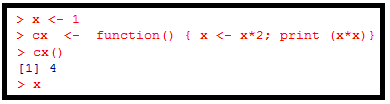 > x <- 1
> cx  <-  function() { x <- x*2; print (x*x)}
> cx()
[1] 4
> x